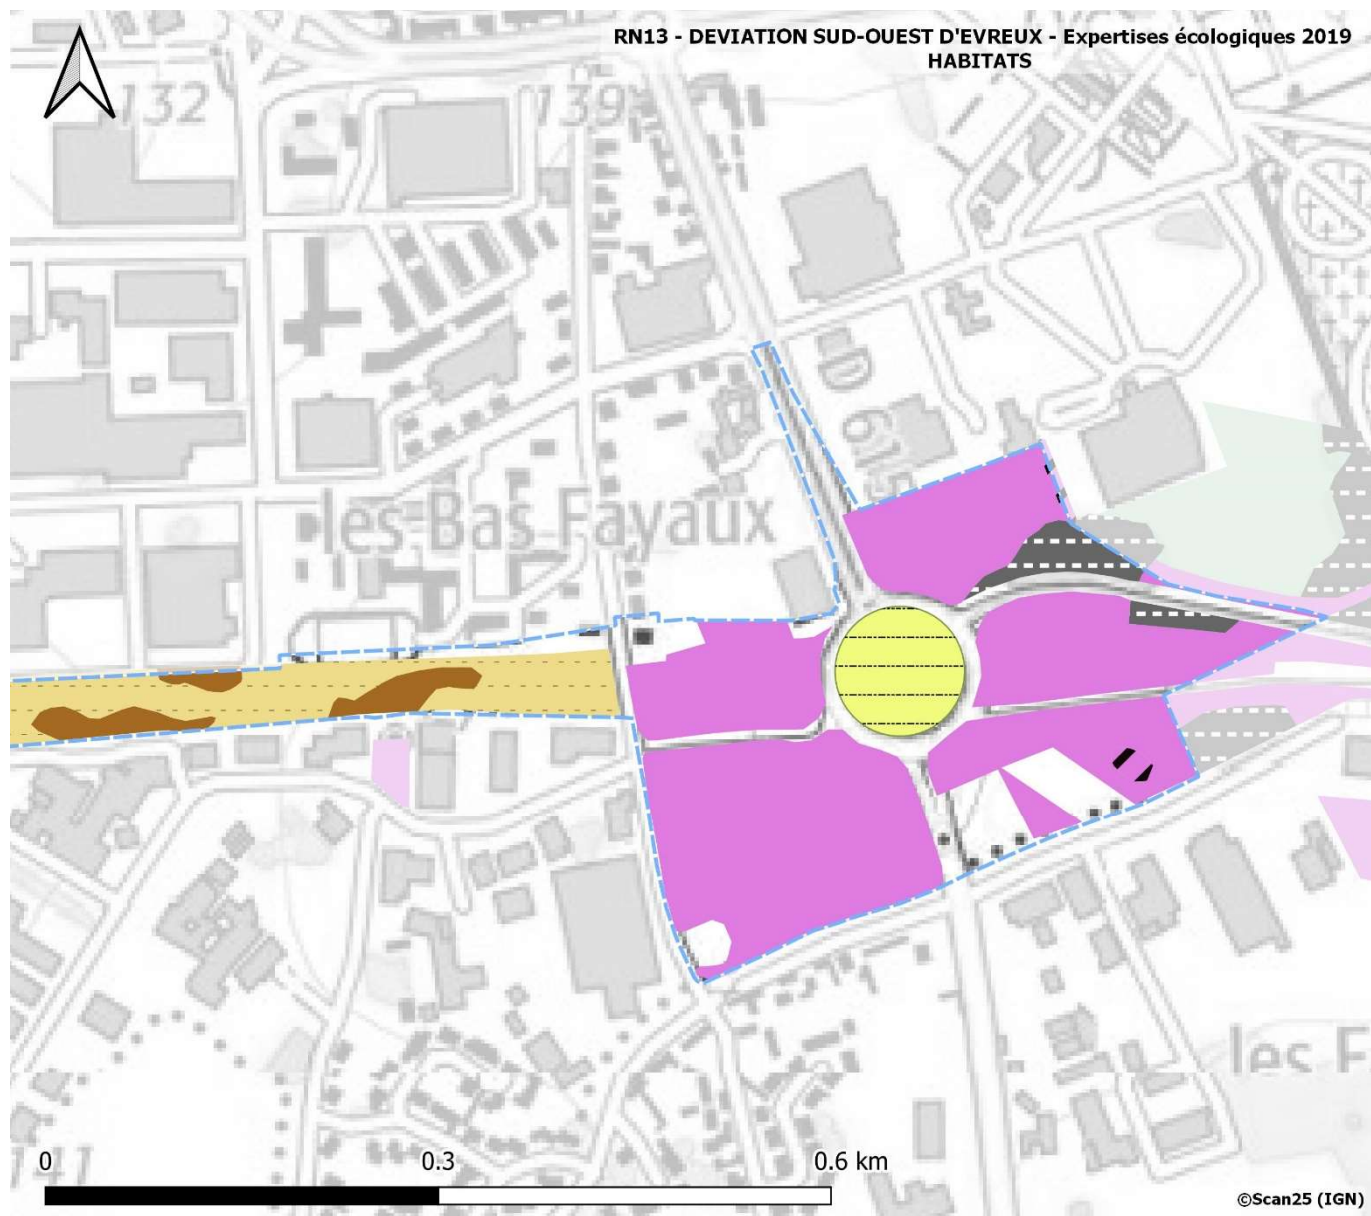 RN13 - DEVIATION SUD-OUEST D'EVREUX - Expertises écologiques 2019
HABITATS
132
139
D 615
les Bas Fayaux
les F
141
0 0.3 0.6 km
©Scan25 (IGN)